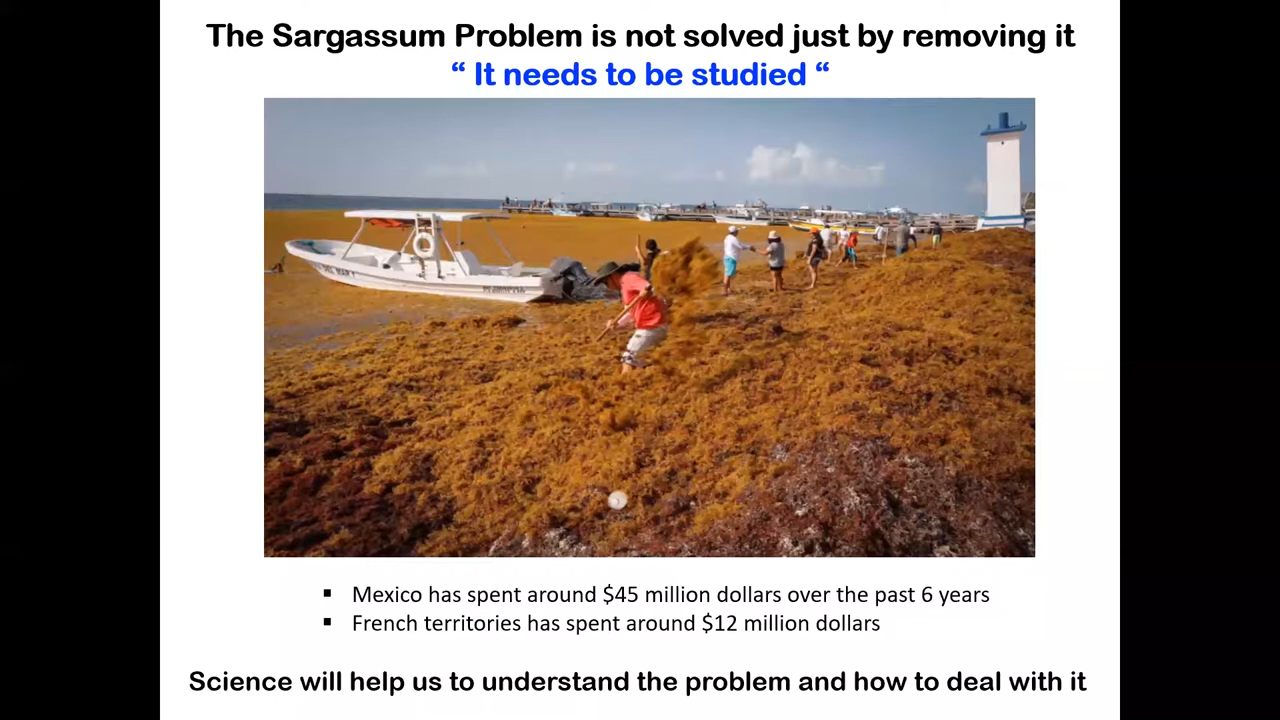 The Sargassum Problem is not solved just by removing it
“ It needs to be studied “
▪ Mexico has spent around $45 million dollars over the past 6 years
▪ French territories has spent around $12 million dollars
Science will help us to understand the problem and how to deal with it